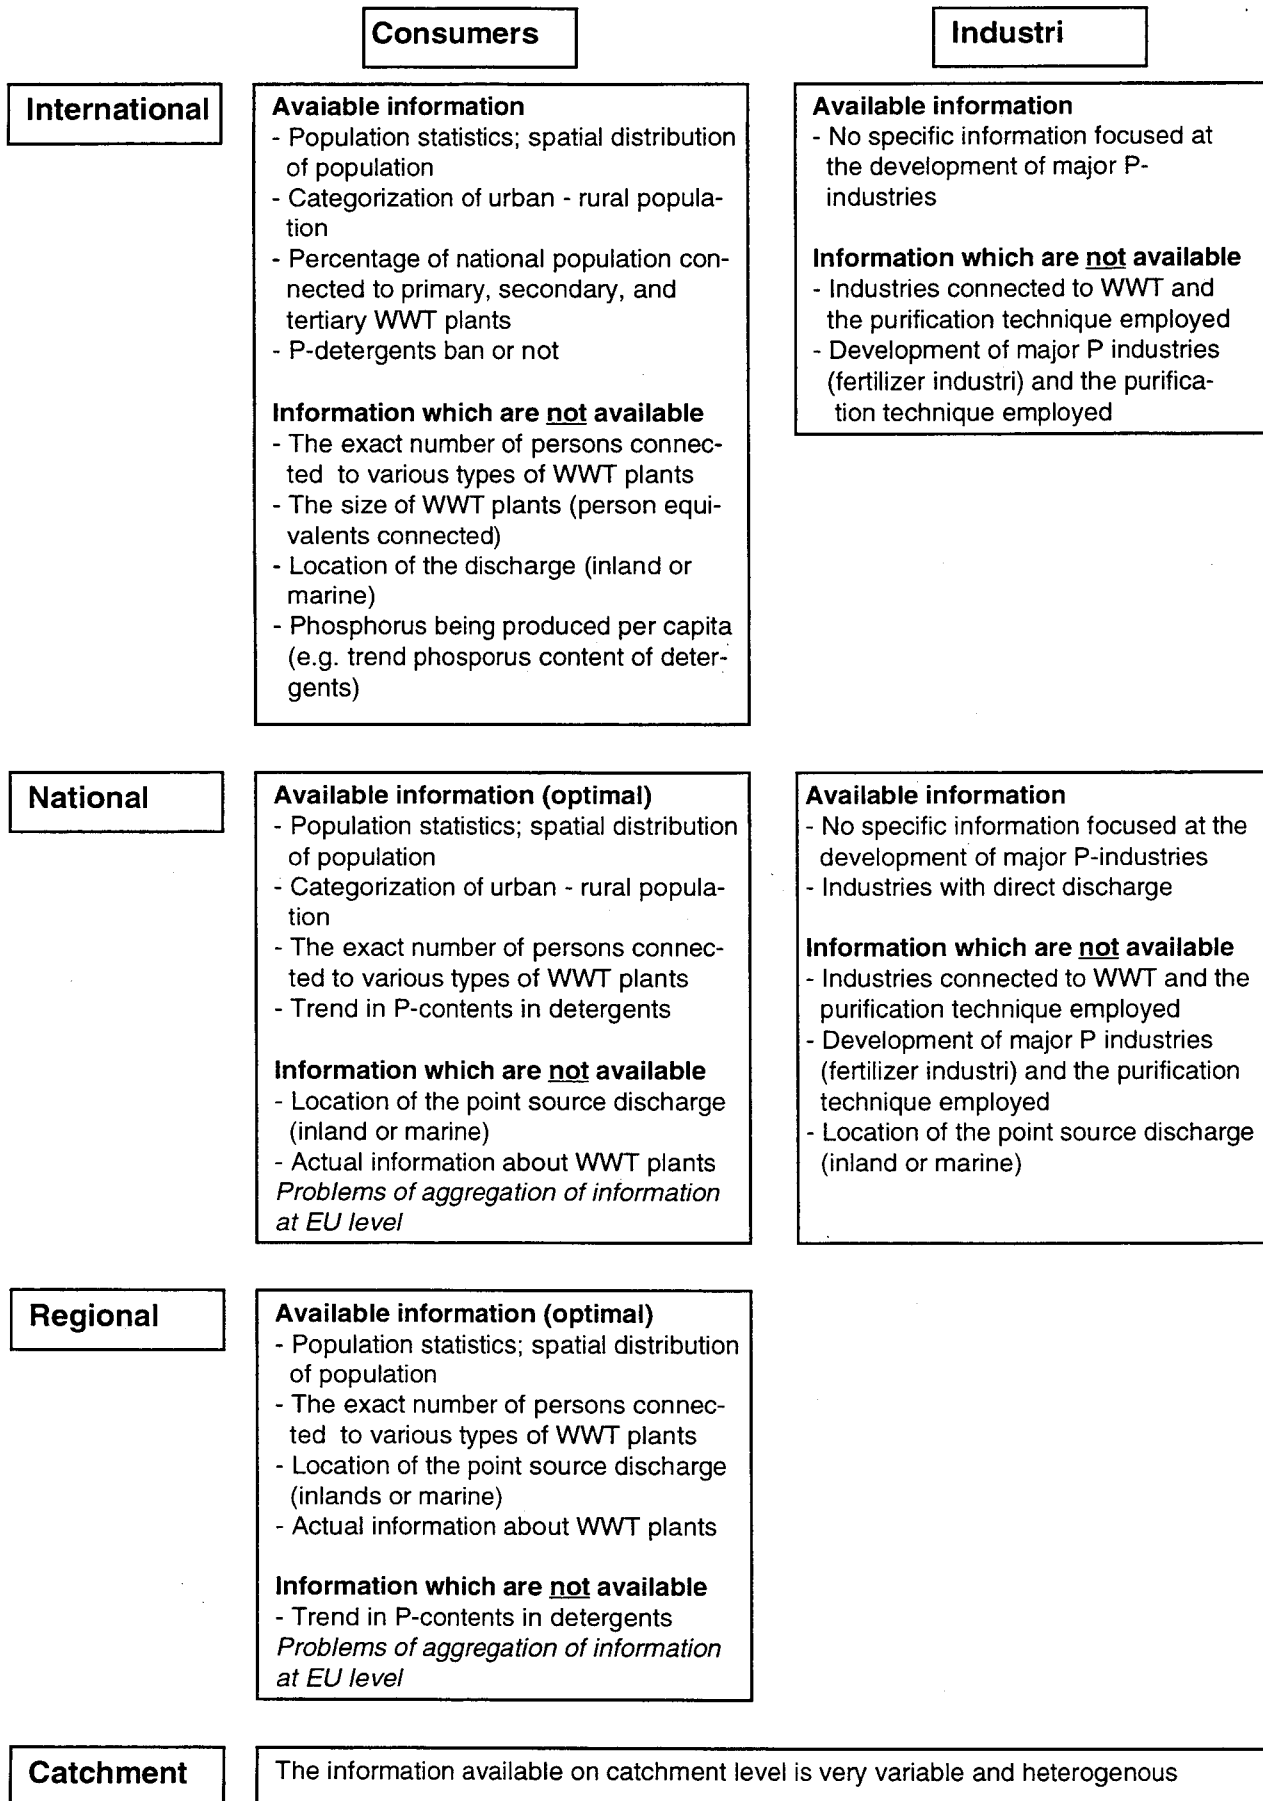 Consumers
Industri
International
Avaiable information
- Population statistics; spatial distribution
of population
- Categorization of urban - rural popula-
tion
- Percentage of national population con-
nected to primary, secondary, and
tertiary WWT plants
- P-detergents ban or not
Information which are not available
- The exact number of persons connec-
ted to various types of WWT plants
- The size of WWT plants (person equi-
valents connected)
- Location of the discharge (inland or
marine)
- Phosphorus being produced per capita
(e.g. trend phosporus content of deter-
gents)
Available information
- No specific information focused at
the development of major P-
industries
Information which are not available
- Industries connected to WWT and
the purification technique employed
- Development of major P industries
(fertilizer industri) and the purifica-
tion technique employed
National
Available information (optimal)
- Population statistics; spatial distribution
of population
- Categorization of urban - rural popula-
tion
- The exact number of persons connec-
ted to various types of WWT plants
- Trend in P-contents in detergents
Information which are not available
- Location of the point source discharge
(inland or marine)
- Actual information about WWT plants
Problems of aggregation of information
at EU level
Available information
- No specific information focused at the
development of major P-industries
- Industries with direct discharge
Information which are not available
- Industries connected to WWT and the
purification technique employed
- Development of major P industries
(fertilizer industri) and the purification
technique employed
- Location of the point source discharge
(inland or marine)
Regional
Available information (optimal)
- Population statistics; spatial distribution
of population
- The exact number of persons connec-
ted to various types of WWT plants
- Location of the point source discharge
(inlands or marine)
- Actual information about WWT plants
Information which are not available
- Trend in P-contents in detergents
Problems of aggregation of information
at EU level
Catchment
The information available on catchment level is very variable and heterogenous